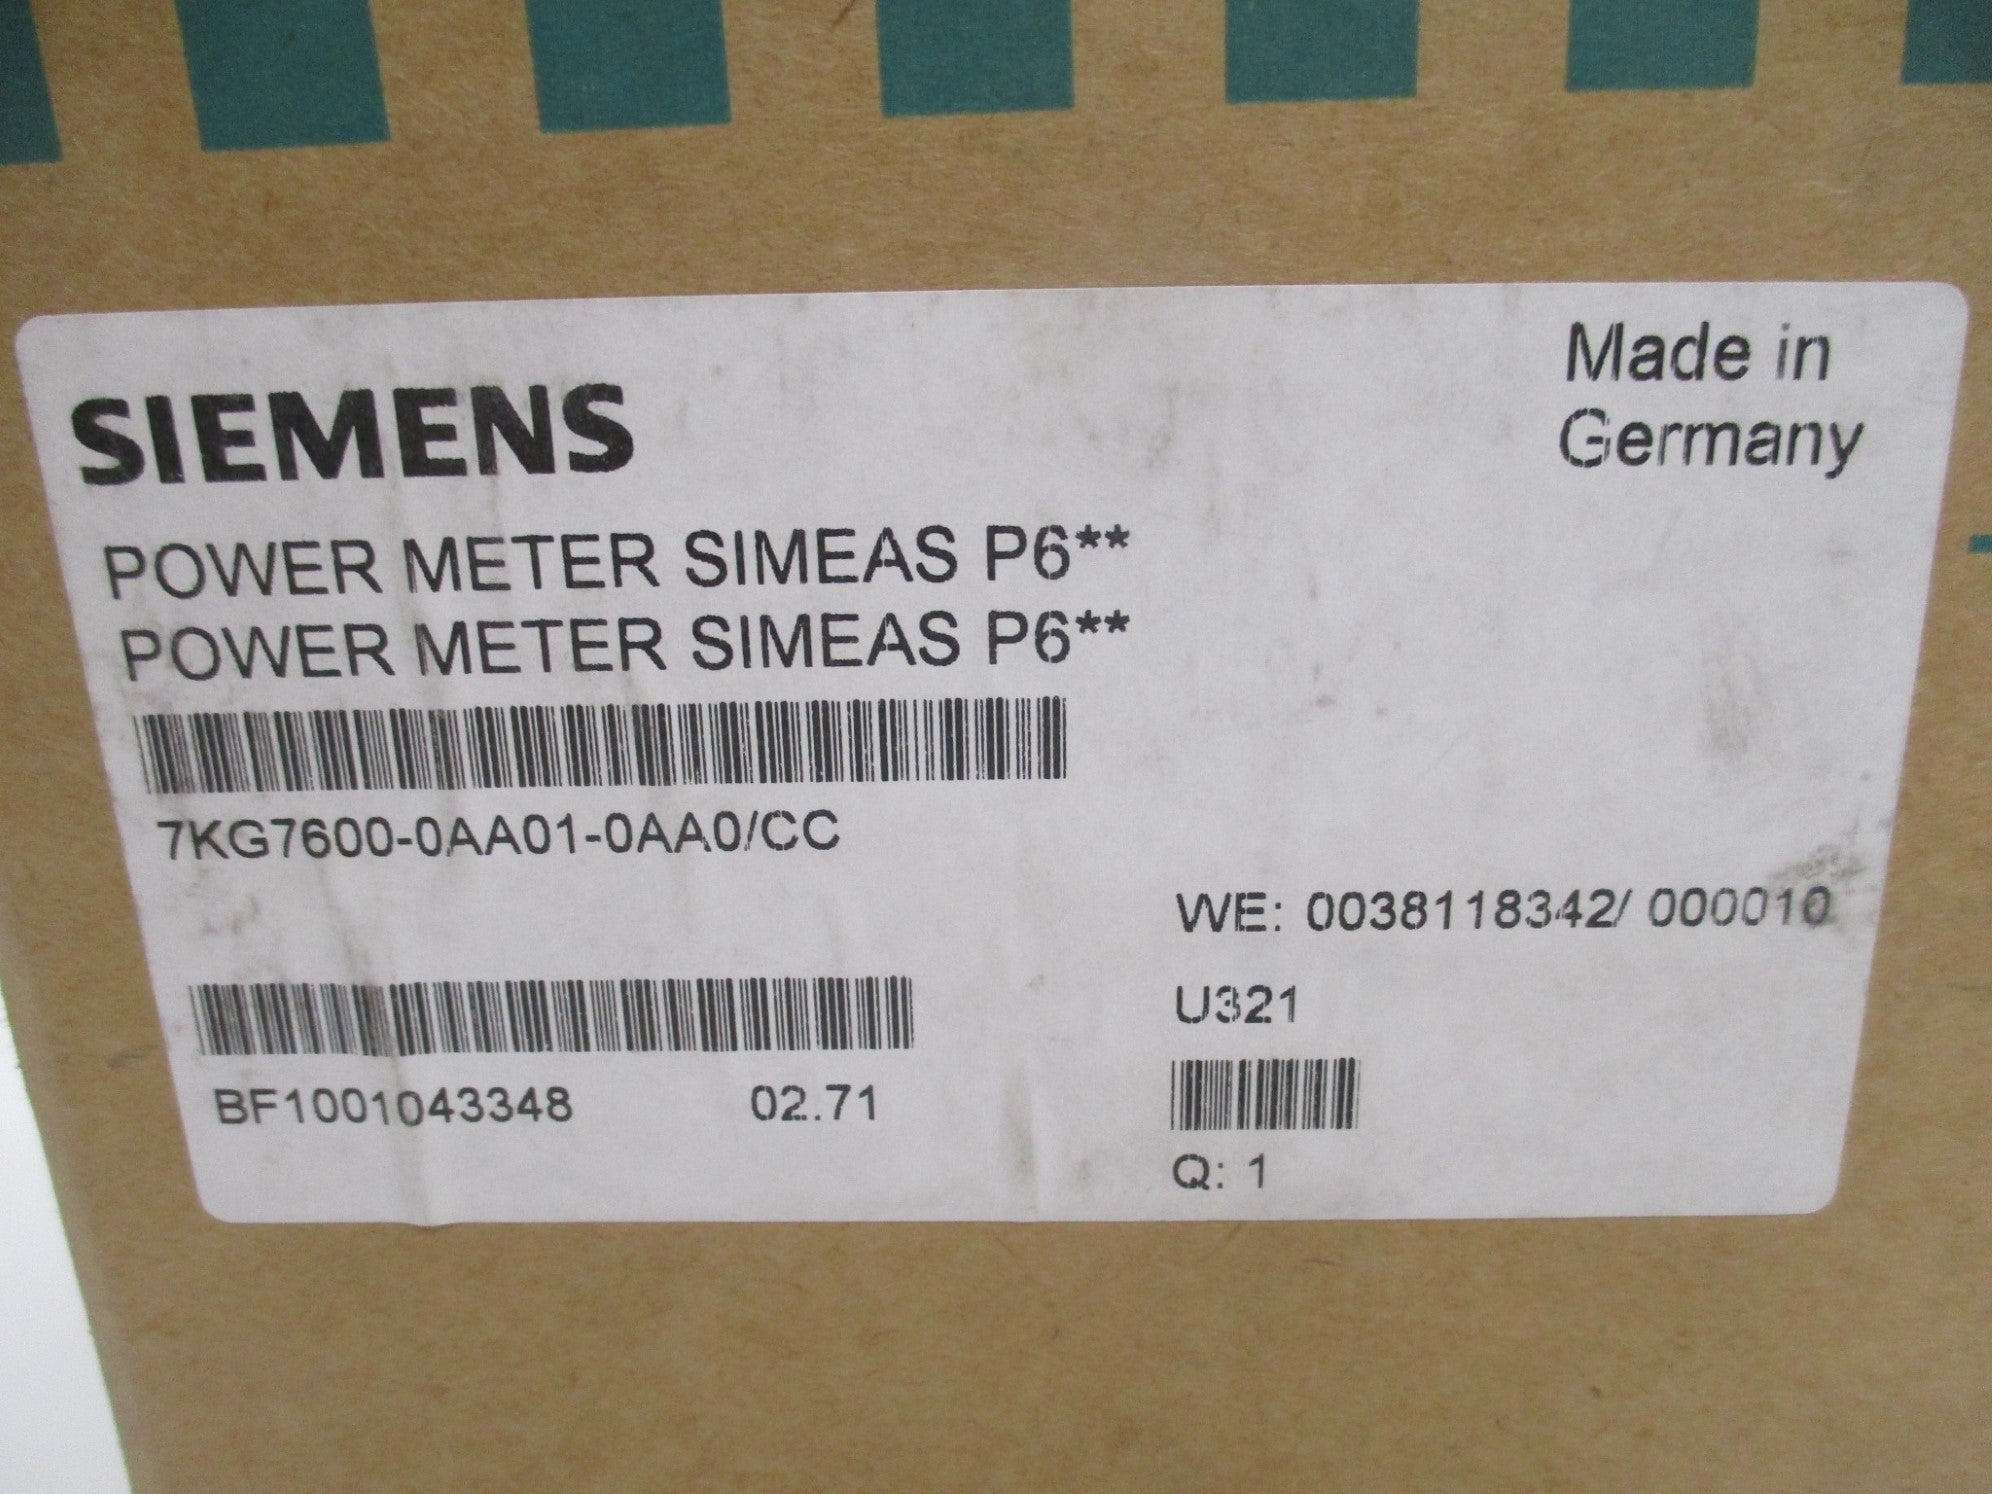 SIEMENS
Made in
Germany
POWER METER SIMEAS P6**
POWER METER SIMEAS P6**
7KG7600-0AA01-0AA0/CC
WE: 0038118342/ 000010
U321
BF1001043348 02.71
Q: 1